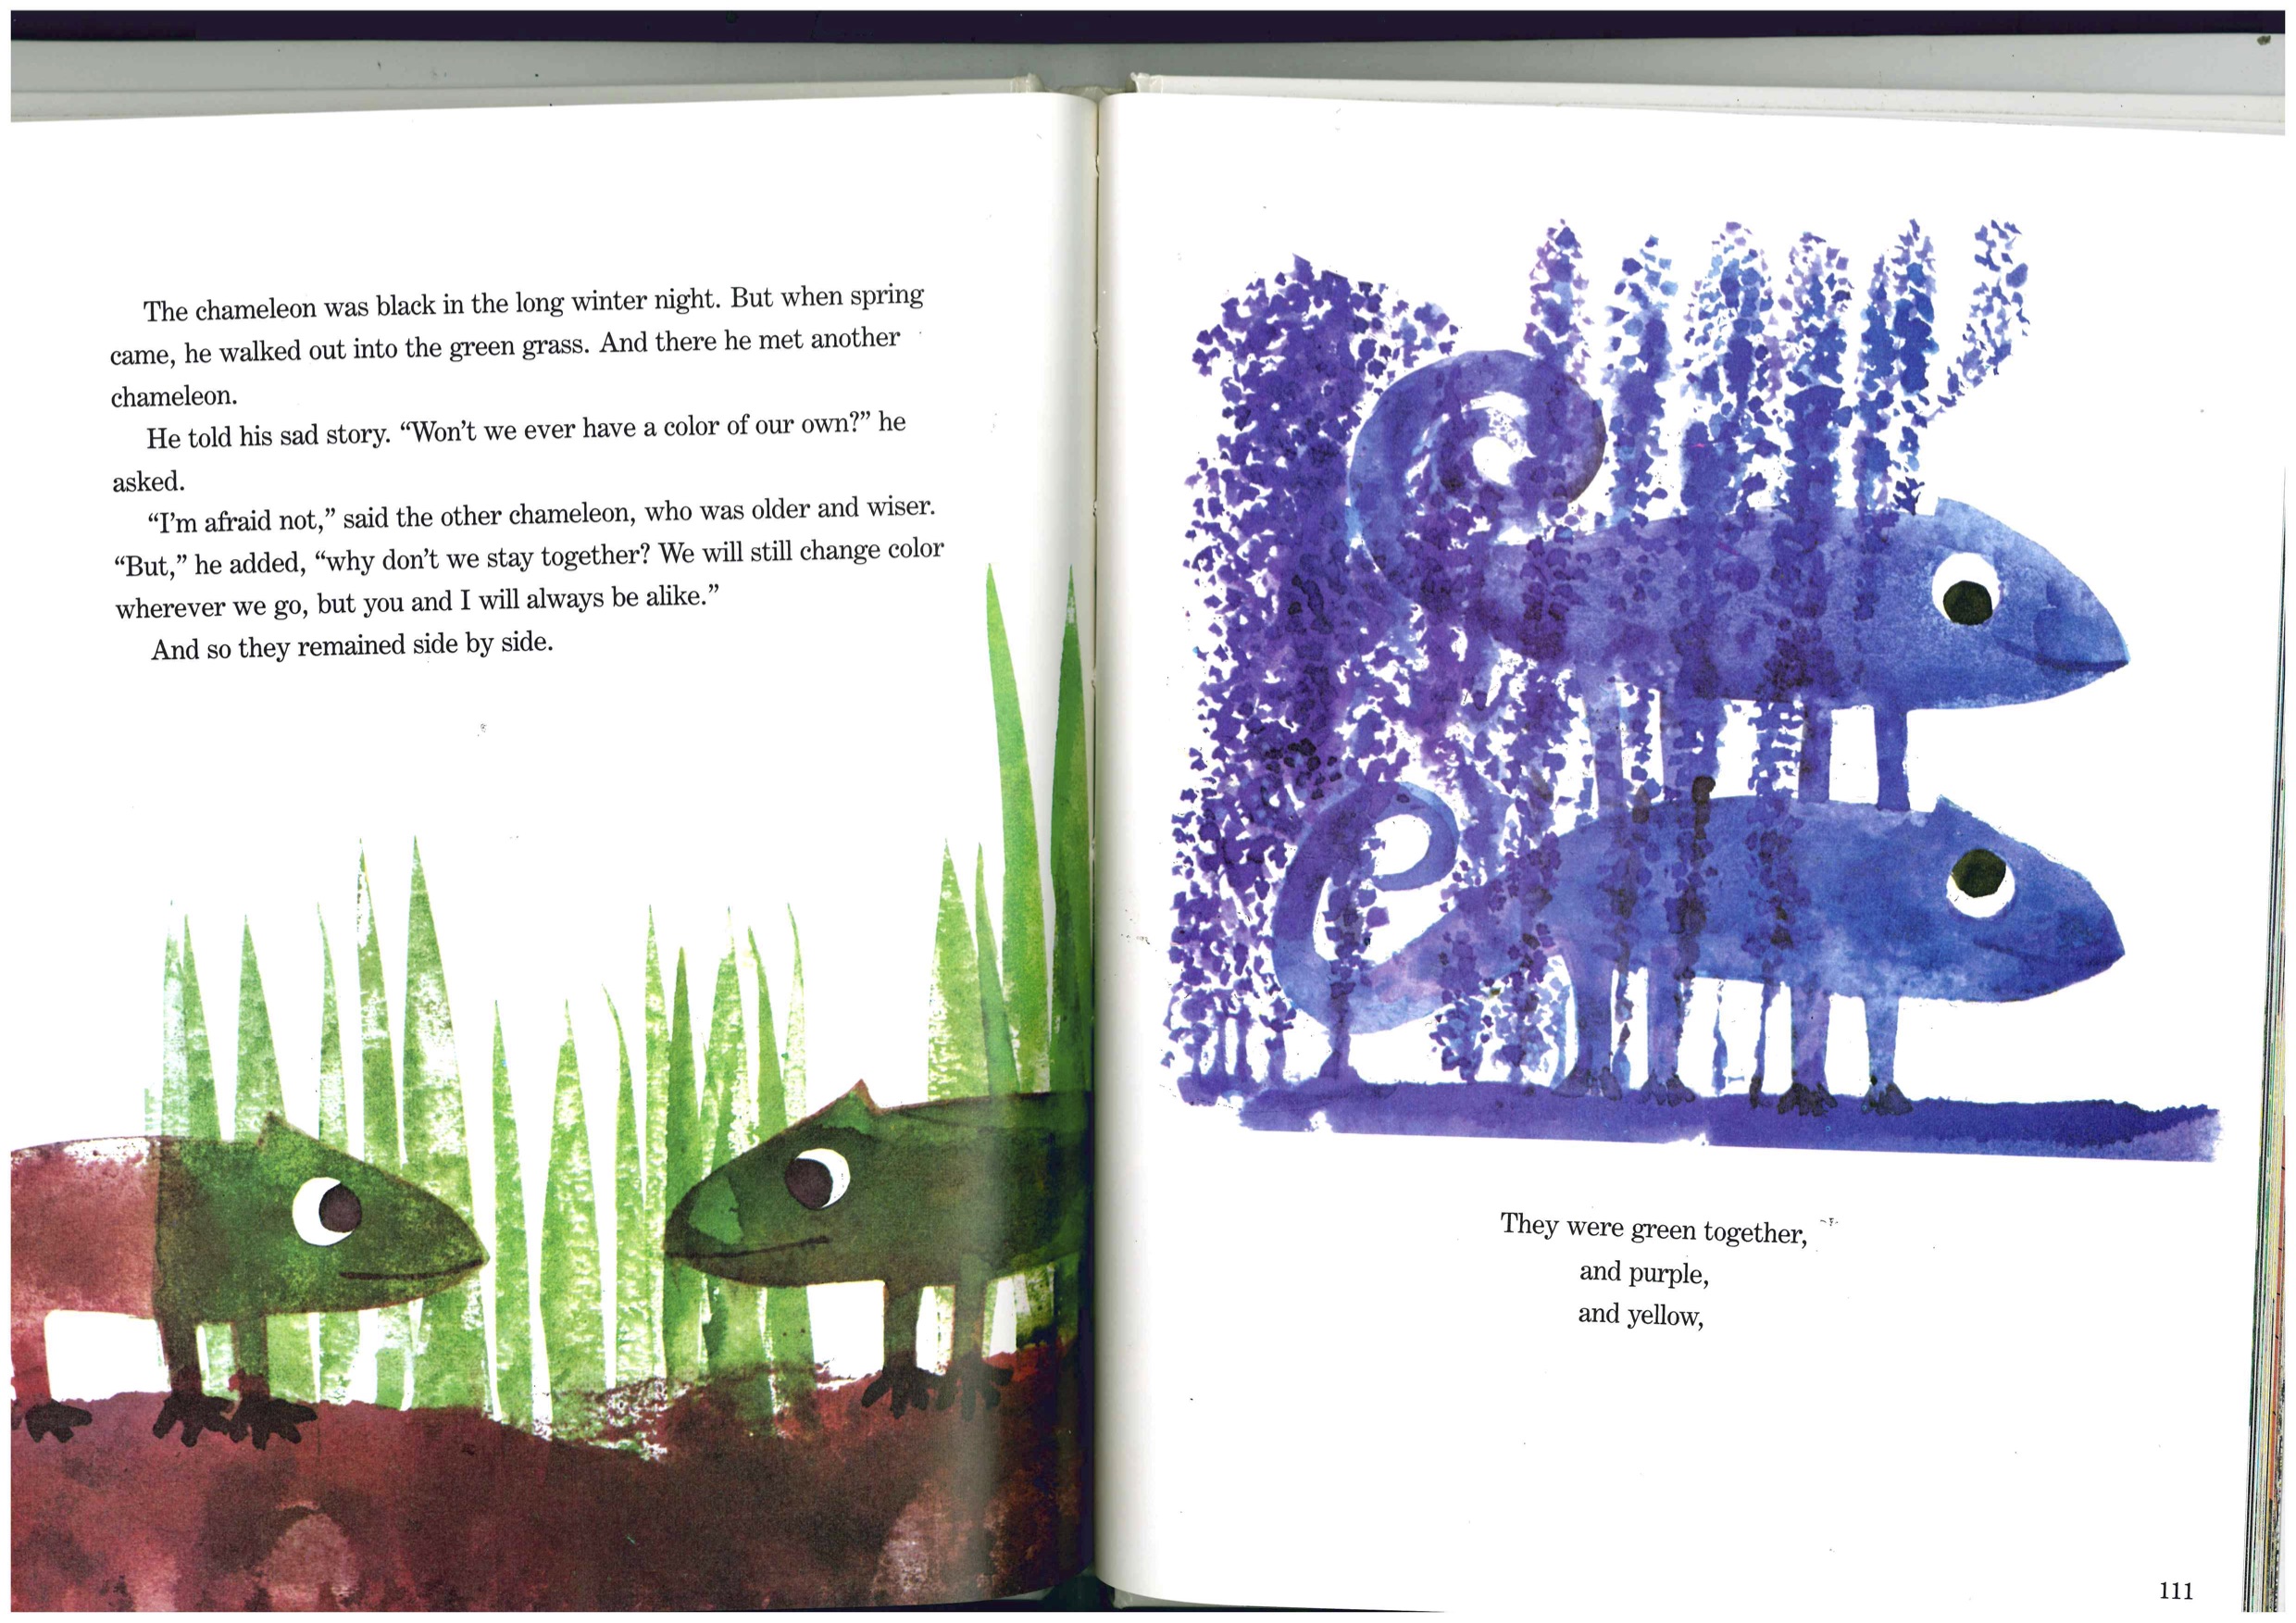 The chameleon was black in the long winter night. But when spring
came, he walked out into the green grass. And there he met another
chameleon.
He told his sad story. “Won’t we ever have a color of our own?” he
asked.
“I’m afraid not,” said the other chameleon, who was older and wiser.
“But,” he added, “why don’t we stay together? We will still change color
wherever we go, but you and I will always be alike.”
And so they remained side by side.
They were green together,
and purple,
and yellow,
111